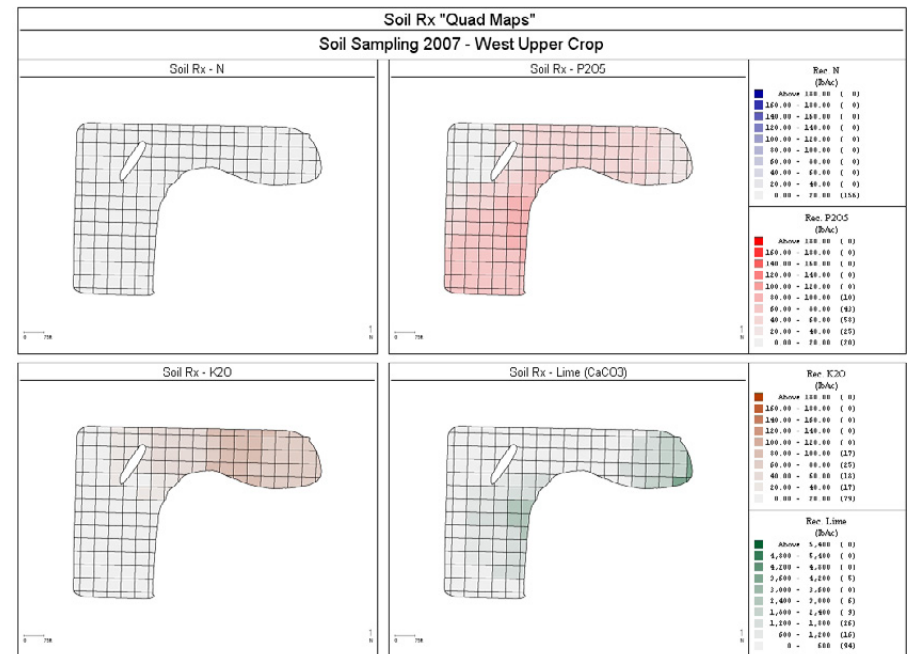 Soil Rx "Quad Maps"
Soil Sampling 2007 - West Upper Crop
Soil Rx - N
Soil Rx - P2O5
Rec. N
(lb/Ac)
Above 180.00 ( 0)
160.00 - 180.00 ( 0)
140.00 - 160.00 ( 0)
120.00 - 140.00 ( 0)
100.00 - 120.00 ( 0)
80.00 - 100.00 ( 0)
60.00 - 80.00 ( 0)
40.00 - 60.00 ( 0)
20.00 - 40.00 ( 0)
0.00 - 20.00 (156)
Rec. P2O5
(lb/Ac)
Above 180.00 ( 0)
160.00 - 180.00 ( 0)
140.00 - 160.00 ( 0)
120.00 - 140.00 ( 0)
100.00 - 120.00 ( 0)
80.00 - 100.00 (10)
60.00 - 80.00 (43)
40.00 - 60.00
20.00 - 40.00 (25)
0.00 - 20.00 (20)
Soil Rx - K2O
Soil Rx - Lime (CaCO3)
Rec. K2O
(lb/Ac)
Above 180.00 ( 0)
160.00 - 180.00 ( 0)
140.00 - 160.00 ( 0)
120.00 - 140.00 ( 0)
100.00 - 120.00 ( 0)
80.00 - 100.00 (17)
60.00 - 80.00 (25)
40.00 - 60.00 (18)
20.00 - 40.00 (17)
0.00 - 20.00 (79)
Rec. Lime
(lb/Ac)
Above 5,400 ( 0)
4,800 - 5,400 ( 0)
4,200 - 4,800 ( 0)
3,600 - 4,200 ( 5)
3,000 - 3,600 ( 0)
2,400 - 3,000 ( 6)
( 9)
1,200 - 1,800 (26)
600 - 1,200 (16)
0 - 600 (94)